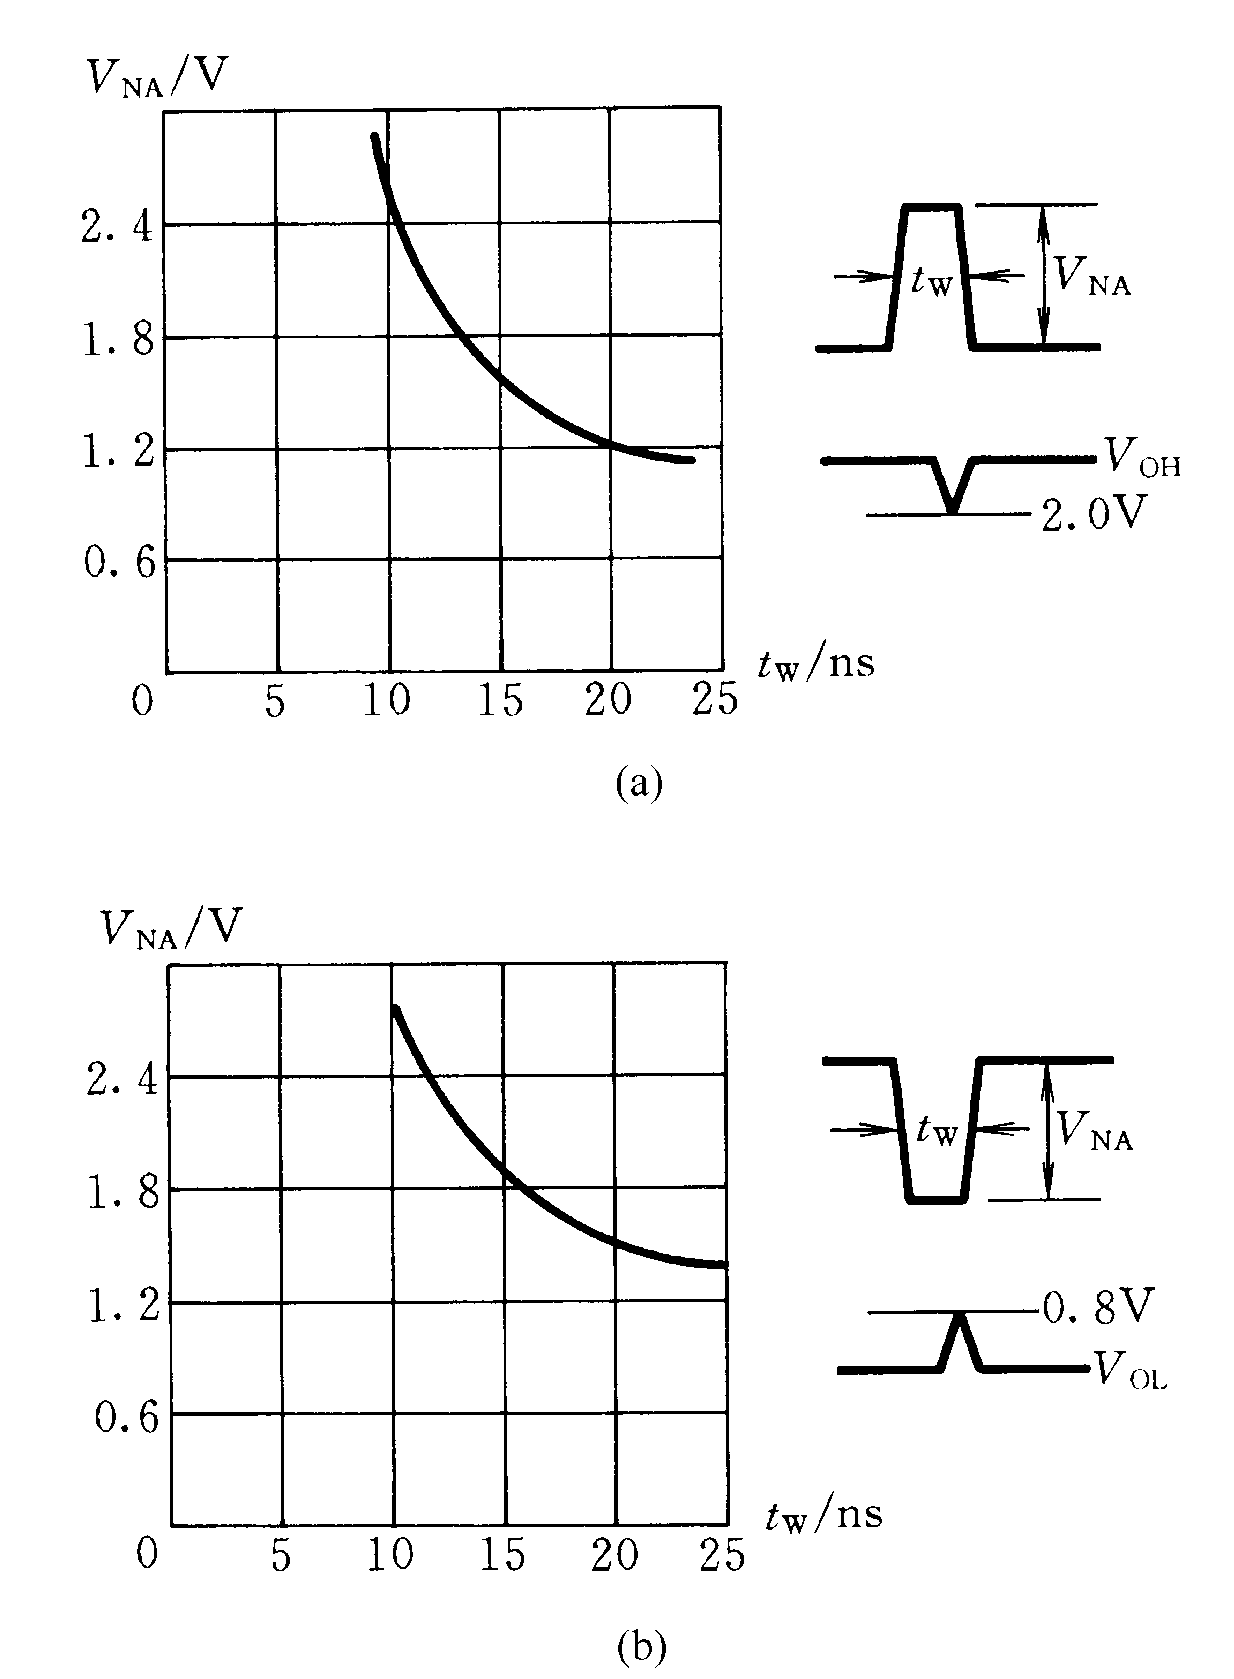 V_NA/V
2.4
1.8
1.2
0.6
0 5 10 15 20 25
t_W/ns
t_W
V_NA
V_OH
2.0V
(a)
V_NA/V
2.4
1.8
1.2
0.6
0 5 10 15 20 25
t_W/ns
t_W
V_NA
0.8V
V_OL
(b)